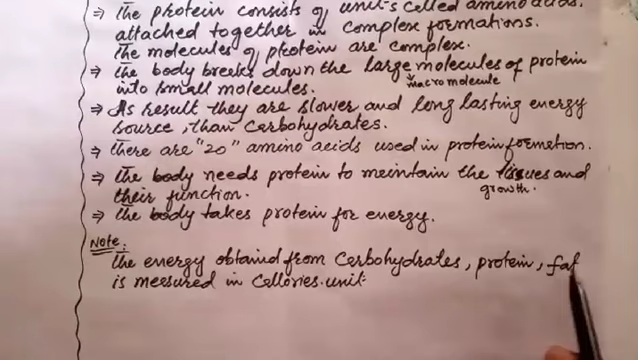 ⇒ The protein consists of unit's called amino acids.
attached together in complex formations.
The molecules of protein are complex.
⇒ The body breaks down the large molecules of protein
macromolecule
into small molecules.
⇒ As result they are slower and long lasting energy
source, than Carbohydrates.
⇒ There are "20" amino acids used in protein formation.
⇒ The body needs protein to meintain the tissues and
growth.
their function.
⇒ The body takes protein for energy.
Note:
The energy obtained from Carbohydrates, protein, fat
is meesured in Cellories.unit